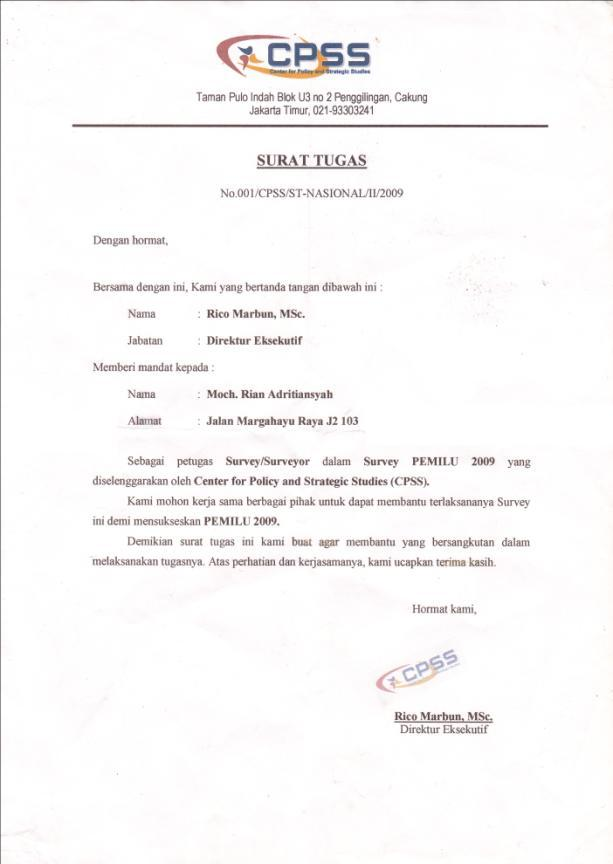 CPSS
Center for Policy and Strategic Studies
Taman Pulo Indah Blok U3 no 2 Penggilingan, Cakung
Jakarta Timur, 021-93303241
SURAT TUGAS
No.001/CPSS/ST-NASIONAL/II/2009
Dengan hormat,
Bersama dengan ini, Kami yang bertanda tangan dibawah ini :
Nama : Rico Marbun, MSc.
Jabatan : Direktur Eksekutif
Memberi mandat kepada :
Nama : Moch. Rian Adritiansyah
Alamat : Jalan Margahayu Raya J2 103
Sebagai petugas Survey/Surveyor dalam Survey PEMILU 2009 yang
diselenggarakan oleh Center for Policy and Strategic Studies (CPSS).
Kami mohon kerja sama berbagai pihak untuk dapat membantu terlaksananya Survey
ini demi mensukseskan PEMILU 2009.
Demikian surat tugas ini kami buat agar membantu yang bersangkutan dalam
melaksanakan tugasnya. Atas perhatian dan kerjasamanya, kami ucapkan terima kasih.
Hormat kami,
CPSS
Rico Marbun, MSc.
Direktur Eksekutif